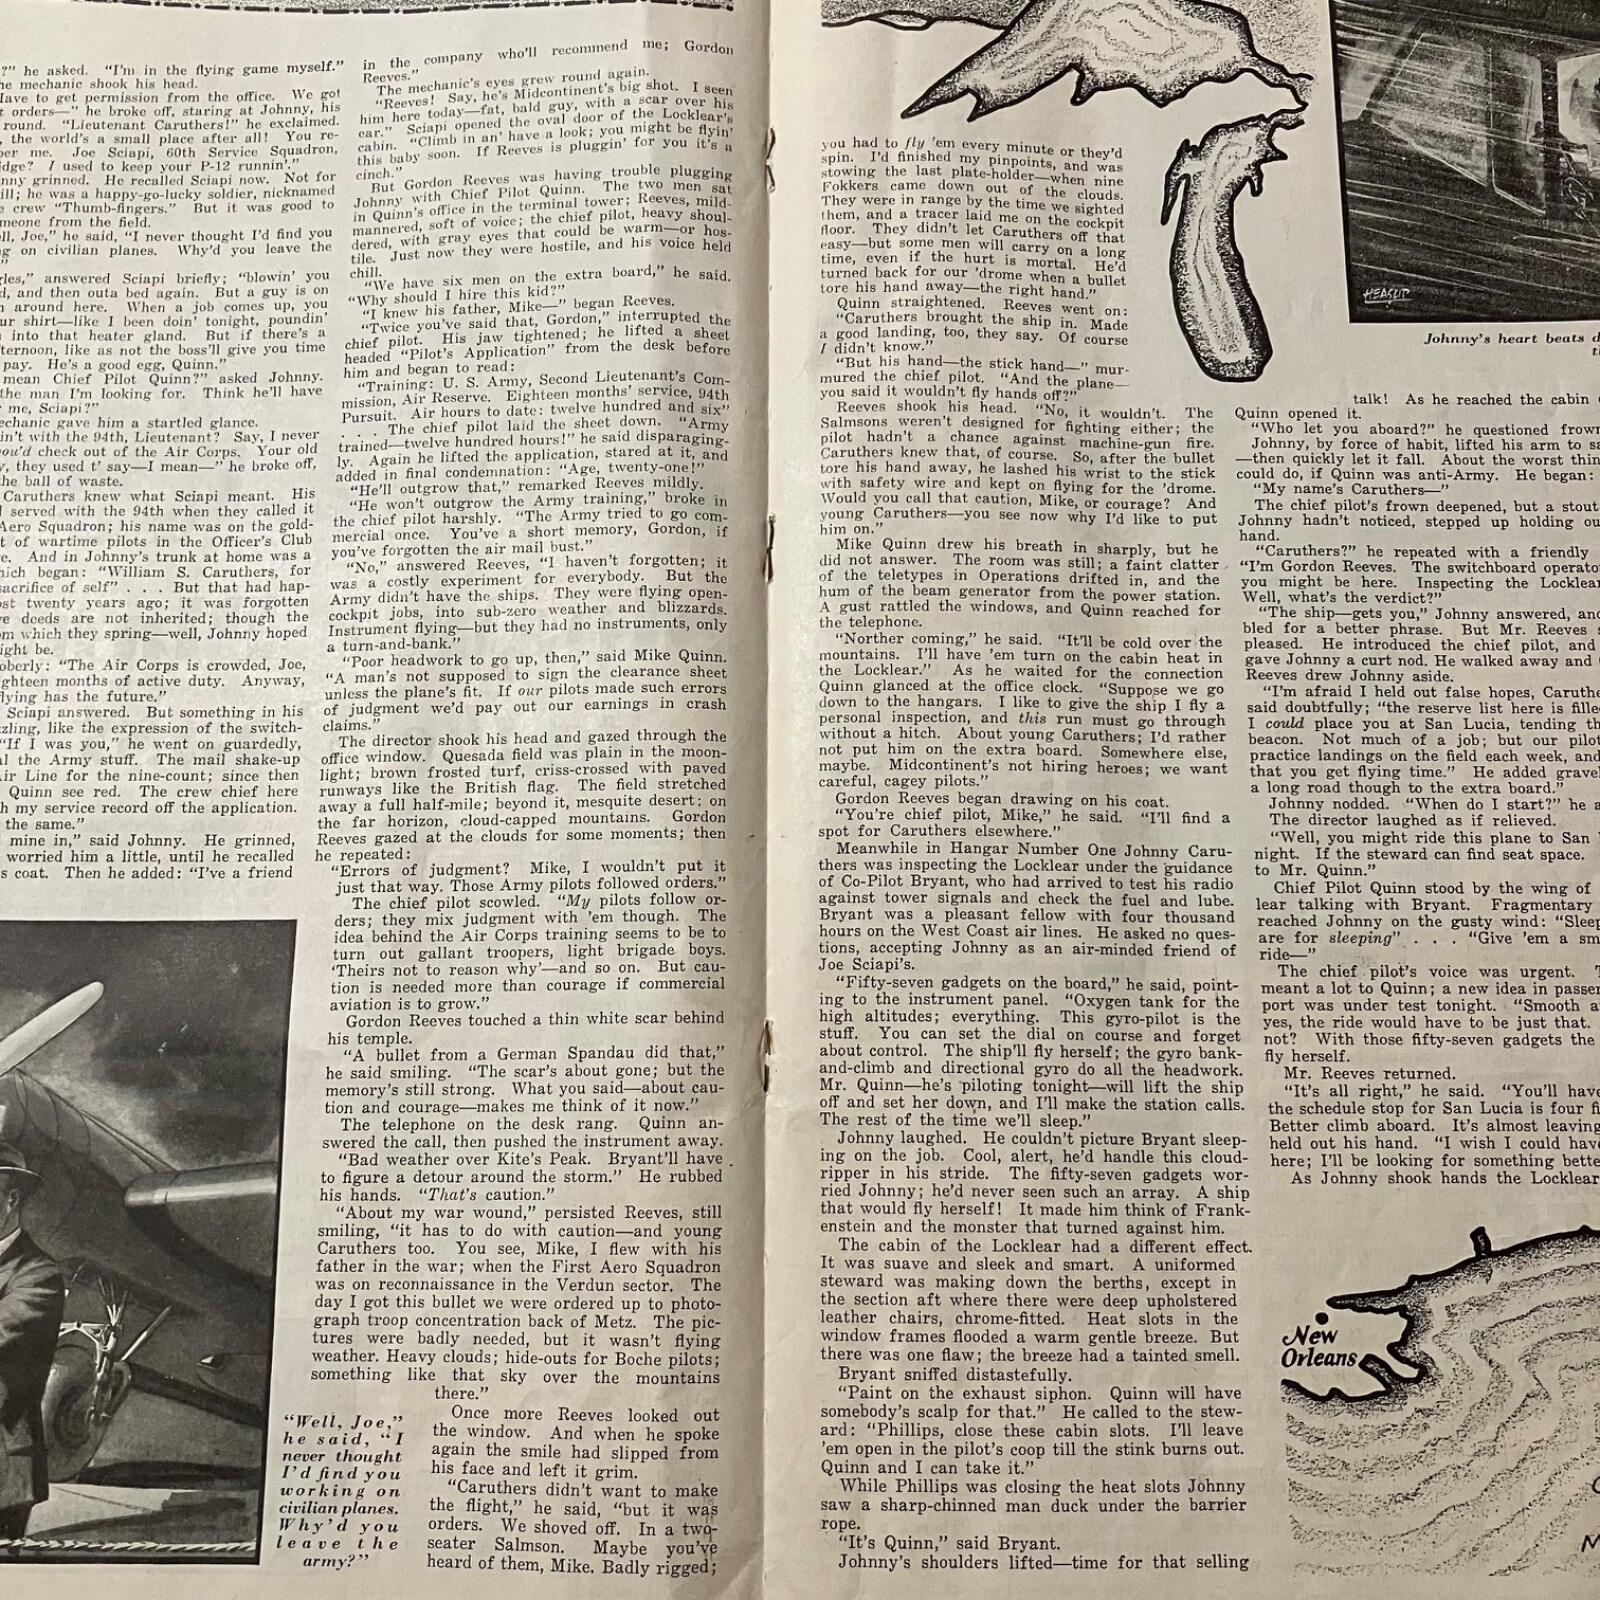 ?" he asked. "I'm in the flying game myself."
he mechanic shook his head.
Have to get permission from the office. We got
t orders—" he broke off, staring at Johnny, his
round. "Lieutenant Caruthers!" he exclaimed.
, the world's a small place after all! You re-
ber me. Joe Sciapi, 60th Service Squadron,
idge? I used to keep your P-12 runnin'."
nny grinned. He recalled Sciapi now. Not for
ill; he was a happy-go-lucky soldier, nicknamed
e crew "Thumb-fingers." But it was good to
meone from the field.
ll, Joe," he said, "I never thought I'd find you
g on civilian planes. Why'd you leave the
"
gles," answered Sciapi briefly; "blowin' you
d, and then outa bed again. But a guy is on
n around here. When a job comes up, you
ur shirt—like I been doin' tonight, poundin'
n into that heater gland. But if there's a
ternoon, like as not the boss'll give you time
pay. He's a good egg, Quinn."
mean Chief Pilot Quinn?" asked Johnny.
the man I'm looking for. Think he'll have
r me, Sciapi?"
echanic gave him a startled glance.
in't with the 94th, Lieutenant? Say, I never
you'd check out of the Air Corps. Your old
y, they used t' say—I mean—" he broke off,
the ball of waste.
Caruthers knew what Sciapi meant. His
d served with the 94th when they called it
Aero Squadron; his name was on the gold-
t of wartime pilots in the Officer's Club
e. And in Johnny's trunk at home was a
hich began: "William S. Caruthers, for
sacrifice of self" . . . But that had hap-
ost twenty years ago; it was forgotten
ve deeds are not inherited; though the
om which they spring—well, Johnny hoped
ight be.
oberly: "The Air Corps is crowded, Joe,
ghteen months of active duty. Anyway,
flying has the future."
Sciapi answered. But something in his
zzling, like the expression of the switch-
"If I was you," he went on guardedly,
al the Army stuff. The mail shake-up
Air Line for the nine-count; since then
Quinn see red. The crew chief here
h my service record off the application.
the same."
mine in," said Johnny. He grinned,
worried him a little, until he recalled
s coat. Then he added: "I've a friend
"Well, Joe,"
he said, "I
never thought
I'd find you
working on
civilian planes.
Why'd you
leave the
army?"
in the company who'll recommend me; Gordon
Reeves."
The mechanic's eyes grew round again.
"Reeves! Say, he's Midcontinent's big shot. I seen
him here today—fat, bald guy, with a scar over his
ear." Sciapi opened the oval door of the Locklear's
cabin. "Climb in an' have a look; you might be flyin'
this baby soon. If Reeves is pluggin' for you it's a
cinch."
But Gordon Reeves was having trouble plugging
Johnny with Chief Pilot Quinn. The two men sat
in Quinn's office in the terminal tower; Reeves, mild-
mannered, soft of voice; the chief pilot, heavy shoul-
dered, with gray eyes that could be warm—or hos-
tile. Just now they were hostile, and his voice held
chill.
"We have six men on the extra board," he said.
"Why should I hire this kid?"
"I knew his father, Mike—" began Reeves.
"Twice you've said that, Gordon," interrupted the
chief pilot. His jaw tightened; he lifted a sheet
headed "Pilot's Application" from the desk before
him and began to read:
"Training: U. S. Army, Second Lieutenant's Com-
mission, Air Reserve. Eighteen months' service, 94th
Pursuit. Air hours to date: twelve hundred and six"
. . . The chief pilot laid the sheet down. "Army
trained—twelve hundred hours!" he said disparaging-
ly. Again he lifted the application, stared at it, and
added in final condemnation: "Age, twenty-one!"
"He'll outgrow that," remarked Reeves mildly.
"He won't outgrow the Army training," broke in
the chief pilot harshly. "The Army tried to go com-
mercial once. You've a short memory, Gordon, if
you've forgotten the air mail bust."
"No," answered Reeves, "I haven't forgotten; it
was a costly experiment for everybody. But the
Army didn't have the ships. They were flying open-
cockpit jobs, into sub-zero weather and blizzards.
Instrument flying—but they had no instruments, only
a turn-and-bank."
"Poor headwork to go up, then," said Mike Quinn.
"A man's not supposed to sign the clearance sheet
unless the plane's fit. If our pilots made such errors
of judgment we'd pay out our earnings in crash
claims."
The director shook his head and gazed through the
office window. Quesada field was plain in the moon-
light; brown frosted turf, criss-crossed with paved
runways like the British flag. The field stretched
away a full half-mile; beyond it, mesquite desert; on
the far horizon, cloud-capped mountains. Gordon
Reeves gazed at the clouds for some moments; then
he repeated:
"Errors of judgment? Mike, I wouldn't put it
just that way. Those Army pilots followed orders."
The chief pilot scowled. "My pilots follow or-
ders; they mix judgment with 'em though. The
idea behind the Air Corps training seems to be to
turn out gallant troopers, light brigade boys.
'Theirs not to reason why'—and so on. But cau-
tion is needed more than courage if commercial
aviation is to grow."
Gordon Reeves touched a thin white scar behind
his temple.
"A bullet from a German Spandau did that,"
he said smiling. "The scar's about gone; but the
memory's still strong. What you said—about cau-
tion and courage—makes me think of it now."
The telephone on the desk rang. Quinn an-
swered the call, then pushed the instrument away.
"Bad weather over Kite's Peak. Bryant'll have
to figure a detour around the storm." He rubbed
his hands. "That's caution."
"About my war wound," persisted Reeves, still
smiling, "it has to do with caution—and young
Caruthers too. You see, Mike, I flew with his
father in the war; when the First Aero Squadron
was on reconnaissance in the Verdun sector. The
day I got this bullet we were ordered up to photo-
graph troop concentration back of Metz. The pic-
tures were badly needed, but it wasn't flying
weather. Heavy clouds; hide-outs for Boche pilots;
something like that sky over the mountains
there."
Once more Reeves looked out
the window. And when he spoke
again the smile had slipped from
his face and left it grim.
"Caruthers didn't want to make
the flight," he said, "but it was
orders. We shoved off. In a two-
seater Salmson. Maybe you've
heard of them, Mike. Badly rigged;
you had to fly 'em every minute or they'd
spin. I'd finished my pinpoints, and was
stowing the last plate-holder—when nine
Fokkers came down out of the clouds.
They were in range by the time we sighted
them, and a tracer laid me on the cockpit
floor. They didn't let Caruthers off that
easy—but some men will carry on a long
time, even if the hurt is mortal. He'd
turned back for our 'drome when a bullet
tore his hand away—the right hand."
Quinn straightened. Reeves went on:
"Caruthers brought the ship in. Made
a good landing, too, they say. Of course
I didn't know."
"But his hand—the stick hand—" mur-
mured the chief pilot. "And the plane—
you said it wouldn't fly hands off?"
Reeves shook his head. "No, it wouldn't. The
Salmsons weren't designed for fighting either; the
pilot hadn't a chance against machine-gun fire.
Caruthers knew that, of course. So, after the bullet
tore his hand away, he lashed his wrist to the stick
with safety wire and kept on flying for the 'drome.
Would you call that caution, Mike, or courage? And
young Caruthers—you see now why I'd like to put
him on."
Mike Quinn drew his breath in sharply, but he
did not answer. The room was still; a faint clatter
of the teletypes in Operations drifted in, and the
hum of the beam generator from the power station.
A gust rattled the windows, and Quinn reached for
the telephone.
"Norther coming," he said. "It'll be cold over the
mountains. I'll have 'em turn on the cabin heat in
the Locklear." As he waited for the connection
Quinn glanced at the office clock. "Suppose we go
down to the hangars. I like to give the ship I fly a
personal inspection, and this run must go through
without a hitch. About young Caruthers; I'd rather
not put him on the extra board. Somewhere else,
maybe. Midcontinent's not hiring heroes; we want
careful, cagey pilots."
Gordon Reeves began drawing on his coat.
"You're chief pilot, Mike," he said. "I'll find a
spot for Caruthers elsewhere."
Meanwhile in Hangar Number One Johnny Caru-
thers was inspecting the Locklear under the guidance
of Co-Pilot Bryant, who had arrived to test his radio
against tower signals and check the fuel and lube.
Bryant was a pleasant fellow with four thousand
hours on the West Coast air lines. He asked no ques-
tions, accepting Johnny as an air-minded friend of
Joe Sciapi's.
"Fifty-seven gadgets on the board," he said, point-
ing to the instrument panel. "Oxygen tank for the
high altitudes; everything. This gyro-pilot is the
stuff. You can set the dial on course and forget
about control. The ship'll fly herself; the gyro bank-
and-climb and directional gyro do all the headwork.
Mr. Quinn—he's piloting tonight—will lift the ship
off and set her down, and I'll make the station calls.
The rest of the time we'll sleep."
Johnny laughed. He couldn't picture Bryant sleep-
ing on the job. Cool, alert, he'd handle this cloud-
ripper in his stride. The fifty-seven gadgets wor-
ried Johnny; he'd never seen such an array. A ship
that would fly herself! It made him think of Frank-
enstein and the monster that turned against him.
The cabin of the Locklear had a different effect.
It was suave and sleek and smart. A uniformed
steward was making down the berths, except in
the section aft where there were deep upholstered
leather chairs, chrome-fitted. Heat slots in the
window frames flooded a warm gentle breeze. But
there was one flaw; the breeze had a tainted smell.
Bryant sniffed distastefully.
"Paint on the exhaust siphon. Quinn will have
somebody's scalp for that." He called to the stew-
ard: "Phillips, close these cabin slots. I'll leave
'em open in the pilot's coop till the stink burns out.
Quinn and I can take it."
While Phillips was closing the heat slots Johnny
saw a sharp-chinned man duck under the barrier
rope.
"It's Quinn," said Bryant.
Johnny's shoulders lifted—time for that selling
HEASLIP
Johnny's heart beats d
t
talk! As he reached the cabin
Quinn opened it.
"Who let you aboard?" he questioned frown
Johnny, by force of habit, lifted his arm to sa
—then quickly let it fall. About the worst thin
could do, if Quinn was anti-Army. He began:
"My name's Caruthers—"
The chief pilot's frown deepened, but a stout
Johnny hadn't noticed, stepped up holding ou
hand.
"Caruthers?" he repeated with a friendly
"I'm Gordon Reeves. The switchboard operato
you might be here. Inspecting the Locklear
Well, what's the verdict?"
"The ship—gets you," Johnny answered, and
bled for a better phrase. But Mr. Reeves s
pleased. He introduced the chief pilot, and
gave Johnny a curt nod. He walked away and
Reeves drew Johnny aside.
"I'm afraid I held out false hopes, Caruthe
said doubtfully; "the reserve list here is fille
I could place you at San Lucia, tending th
beacon. Not much of a job; but our pilot
practice landings on the field each week, and
that you get flying time." He added gravel
a long road though to the extra board."
Johnny nodded. "When do I start?" he a
The director laughed as if relieved.
"Well, you might ride this plane to San
night. If the steward can find seat space.
to Mr. Quinn."
Chief Pilot Quinn stood by the wing of
lear talking with Bryant. Fragmentary
reached Johnny on the gusty wind: "Sleep
are for sleeping" . . . "Give 'em a sm
ride—"
The chief pilot's voice was urgent. T
meant a lot to Quinn; a new idea in passen
port was under test tonight. "Smooth a
yes, the ride would have to be just that.
not? With those fifty-seven gadgets the
fly herself.
Mr. Reeves returned.
"It's all right," he said. "You'll have
the schedule stop for San Lucia is four fi
Better climb aboard. It's almost leaving
held out his hand. "I wish I could have
here; I'll be looking for something bette
As Johnny shook hands the Locklear
New
Orleans
M